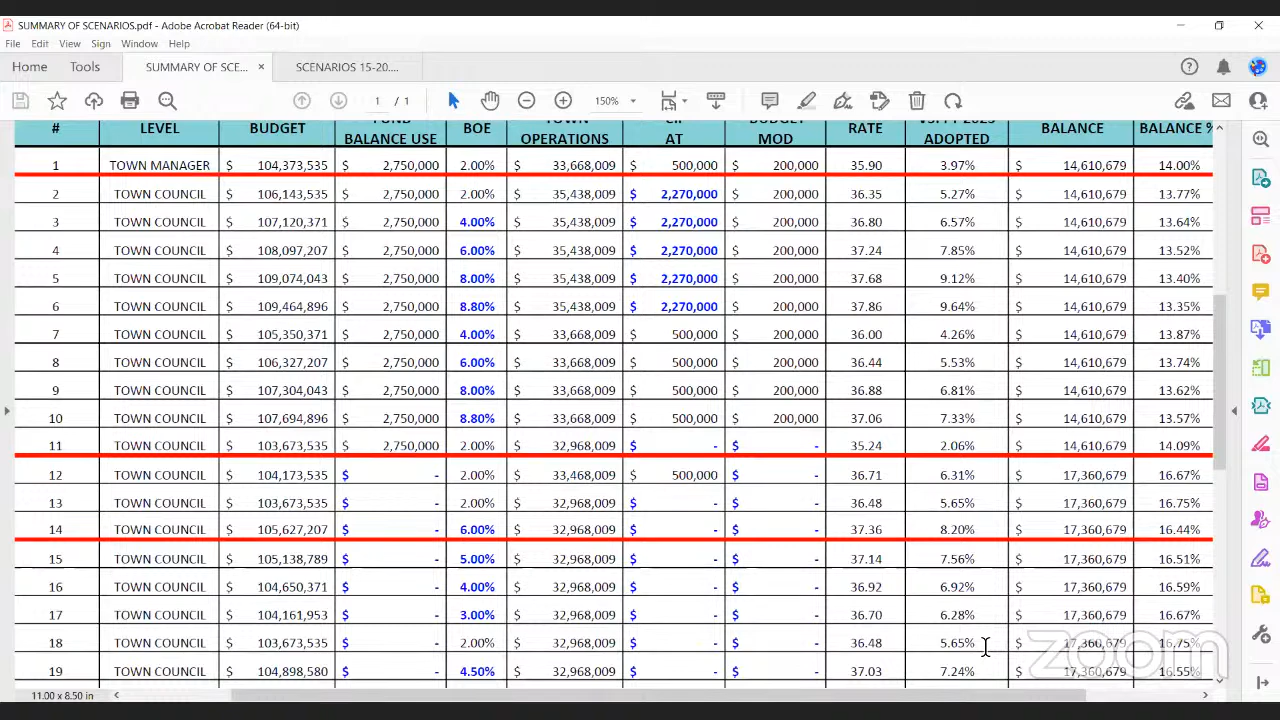 SUMMARY OF SCENARIOS.pdf - Adobe Acrobat Reader (64-bit)
File Edit View Sign Window Help
Home Tools SUMMARY OF SCE... × SCENARIOS 15-20....
1 / 1 150%
# LEVEL BUDGET BALANCE USE BOE OPERATIONS AT MOD RATE ADOPTED BALANCE BALANCE %
1 TOWN MANAGER $ 104,373,535 $ 2,750,000 2.00% $ 33,668,009 $ 500,000 $ 200,000 35.90 3.97% $ 14,610,679 14.00%
2 TOWN COUNCIL $ 106,143,535 $ 2,750,000 2.00% $ 35,438,009 $ 2,270,000 $ 200,000 36.35 5.27% $ 14,610,679 13.77%
3 TOWN COUNCIL $ 107,120,371 $ 2,750,000 4.00% $ 35,438,009 $ 2,270,000 $ 200,000 36.80 6.57% $ 14,610,679 13.64%
4 TOWN COUNCIL $ 108,097,207 $ 2,750,000 6.00% $ 35,438,009 $ 2,270,000 $ 200,000 37.24 7.85% $ 14,610,679 13.52%
5 TOWN COUNCIL $ 109,074,043 $ 2,750,000 8.00% $ 35,438,009 $ 2,270,000 $ 200,000 37.68 9.12% $ 14,610,679 13.40%
6 TOWN COUNCIL $ 109,464,896 $ 2,750,000 8.80% $ 35,438,009 $ 2,270,000 $ 200,000 37.86 9.64% $ 14,610,679 13.35%
7 TOWN COUNCIL $ 105,350,371 $ 2,750,000 4.00% $ 33,668,009 $ 500,000 $ 200,000 36.00 4.26% $ 14,610,679 13.87%
8 TOWN COUNCIL $ 106,327,207 $ 2,750,000 6.00% $ 33,668,009 $ 500,000 $ 200,000 36.44 5.53% $ 14,610,679 13.74%
9 TOWN COUNCIL $ 107,304,043 $ 2,750,000 8.00% $ 33,668,009 $ 500,000 $ 200,000 36.88 6.81% $ 14,610,679 13.62%
10 TOWN COUNCIL $ 107,694,896 $ 2,750,000 8.80% $ 33,668,009 $ 500,000 $ 200,000 37.06 7.33% $ 14,610,679 13.57%
11 TOWN COUNCIL $ 103,673,535 $ 2,750,000 2.00% $ 32,968,009 $ - $ - 35.24 2.06% $ 14,610,679 14.09%
12 TOWN COUNCIL $ 104,173,535 $ - 2.00% $ 33,468,009 $ 500,000 $ - 36.71 6.31% $ 17,360,679 16.67%
13 TOWN COUNCIL $ 103,673,535 $ - 2.00% $ 32,968,009 $ - $ - 36.48 5.65% $ 17,360,679 16.75%
14 TOWN COUNCIL $ 105,627,207 $ - 6.00% $ 32,968,009 $ - $ - 37.36 8.20% $ 17,360,679 16.44%
15 TOWN COUNCIL $ 105,138,789 $ - 5.00% $ 32,968,009 $ - $ - 37.14 7.56% $ 17,360,679 16.51%
16 TOWN COUNCIL $ 104,650,371 $ - 4.00% $ 32,968,009 $ - $ - 36.92 6.92% $ 17,360,679 16.59%
17 TOWN COUNCIL $ 104,161,953 $ - 3.00% $ 32,968,009 $ - $ - 36.70 6.28% $ 17,360,679 16.67%
18 TOWN COUNCIL $ 103,673,535 $ - 2.00% $ 32,968,009 $ - $ - 36.48 5.65% $ 17,360,679 16.75%
19 TOWN COUNCIL $ 104,898,580 $ - 4.50% $ 32,968,009 $ - $ - 37.03 7.24% $ 17,360,679 16.55%
zoom
11.00 x 8.50 in